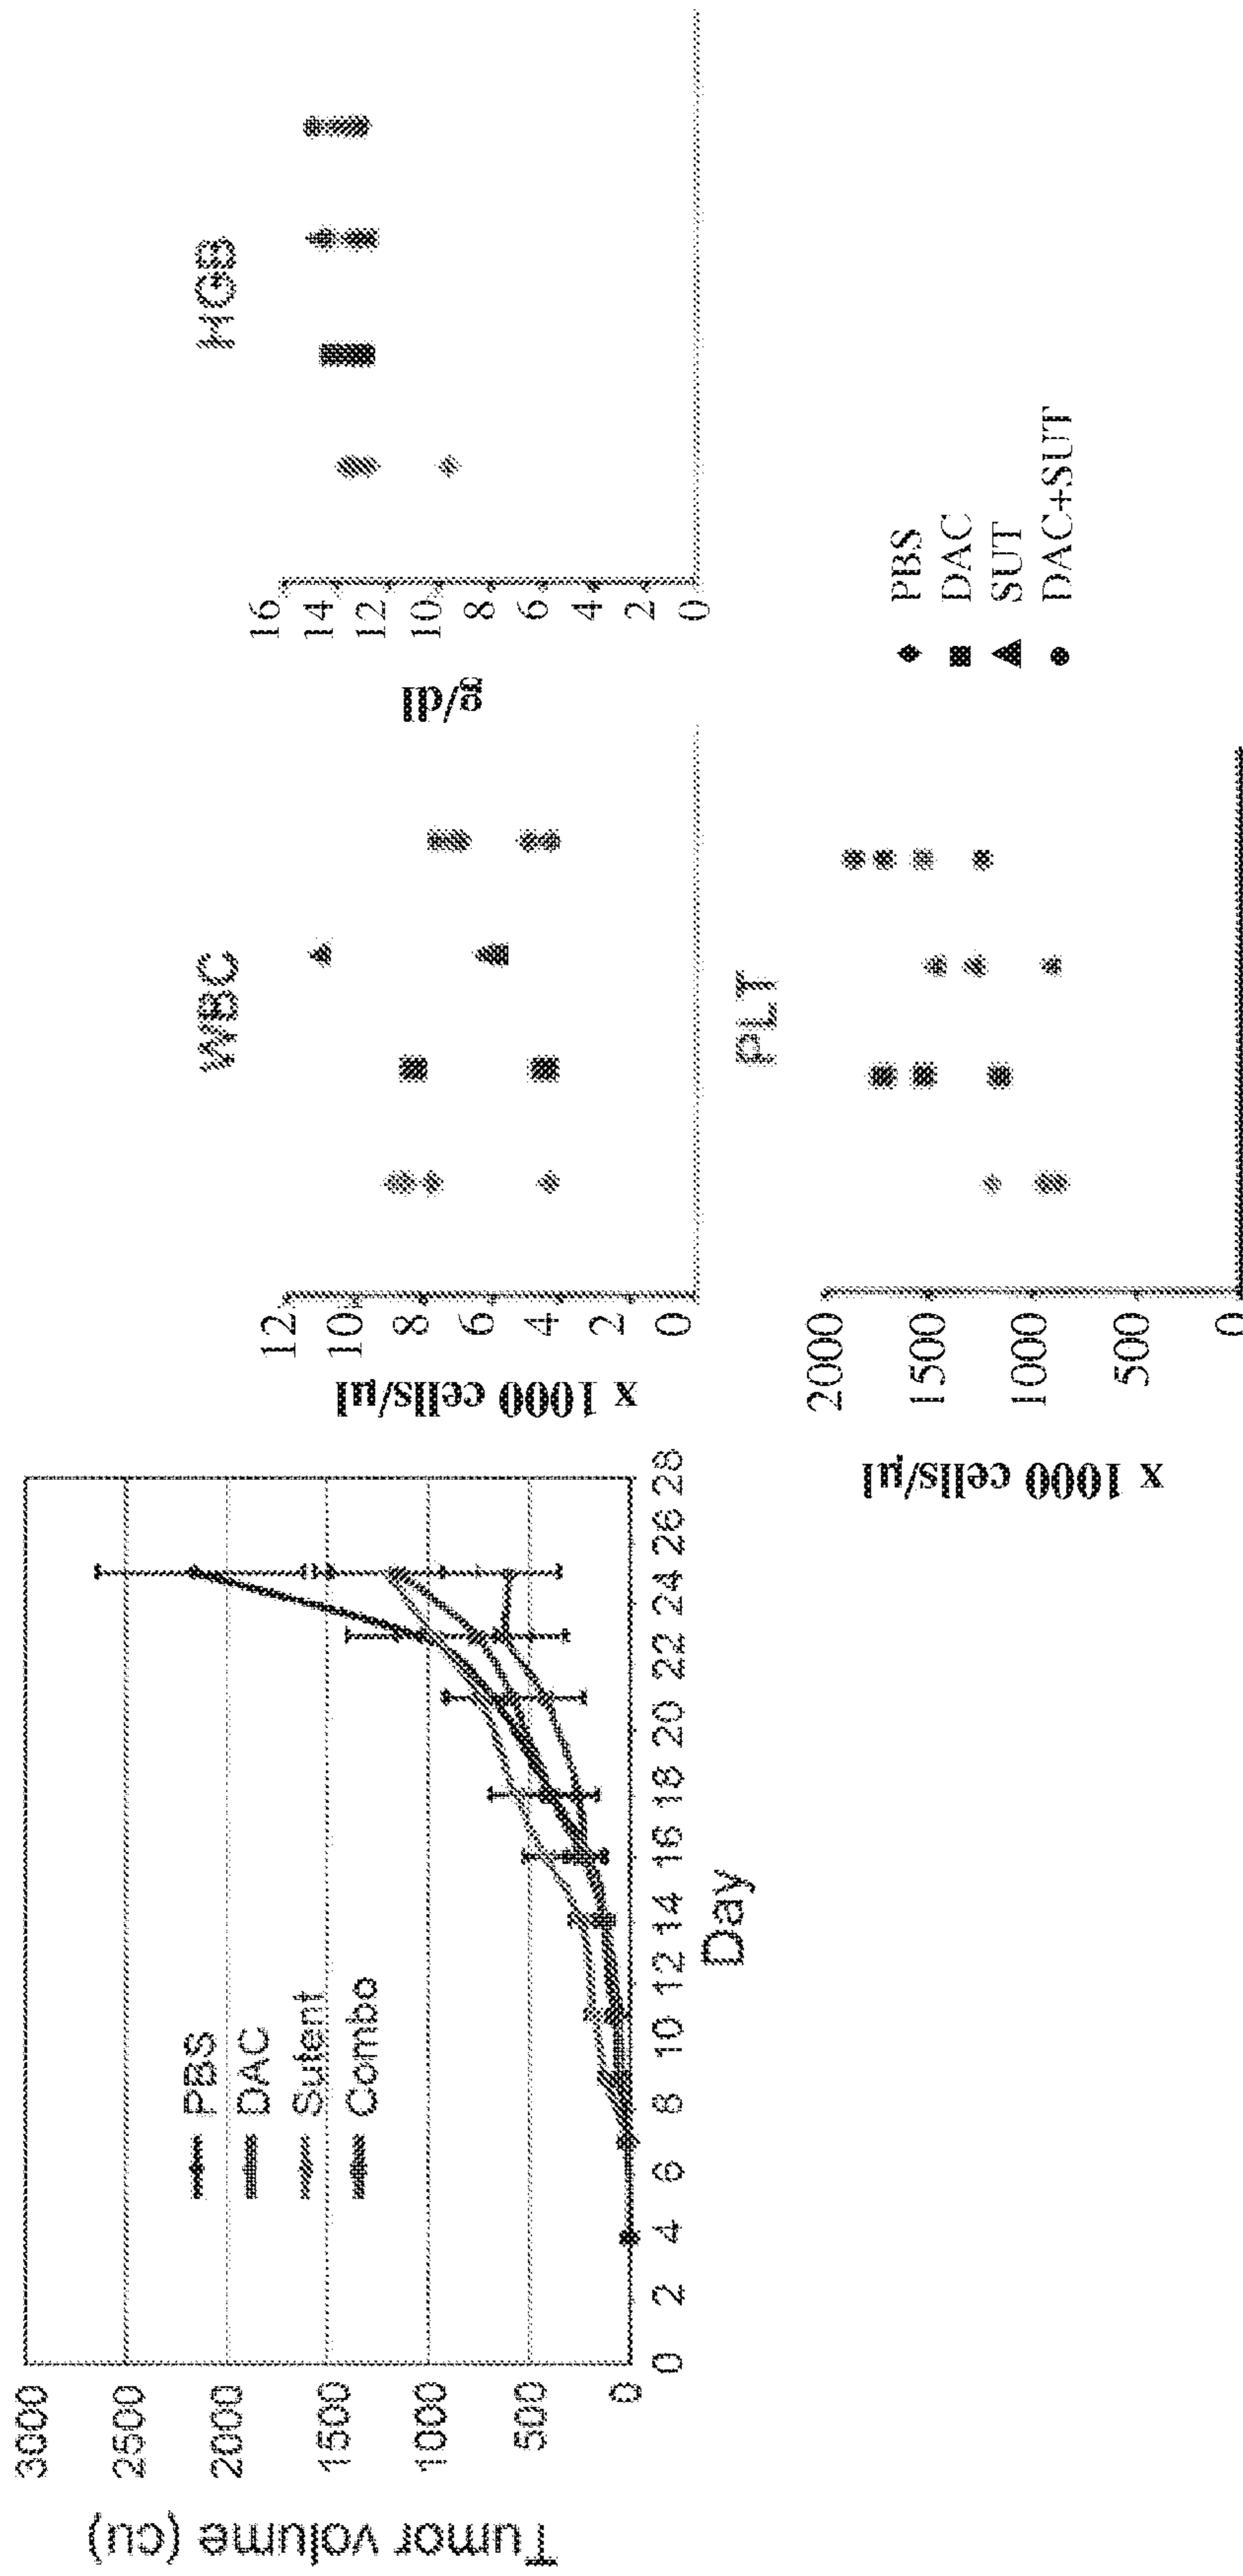 Tumor volume (cu)
3000
2500
2000
1500
1000
500
0
PBS
DAC
Sutent
Combo
0 2 4 6 8 10 12 14 16 18 20 22 24 26 28
Day
WBC
x 1000 cells/µl
12
10
8
6
4
2
0
HGB
g/dl
16
14
12
10
8
6
4
2
0
PLT
x 1000 cells/µl
2000
1500
1000
500
0
PBS
DAC
SUT
DAC+SUT